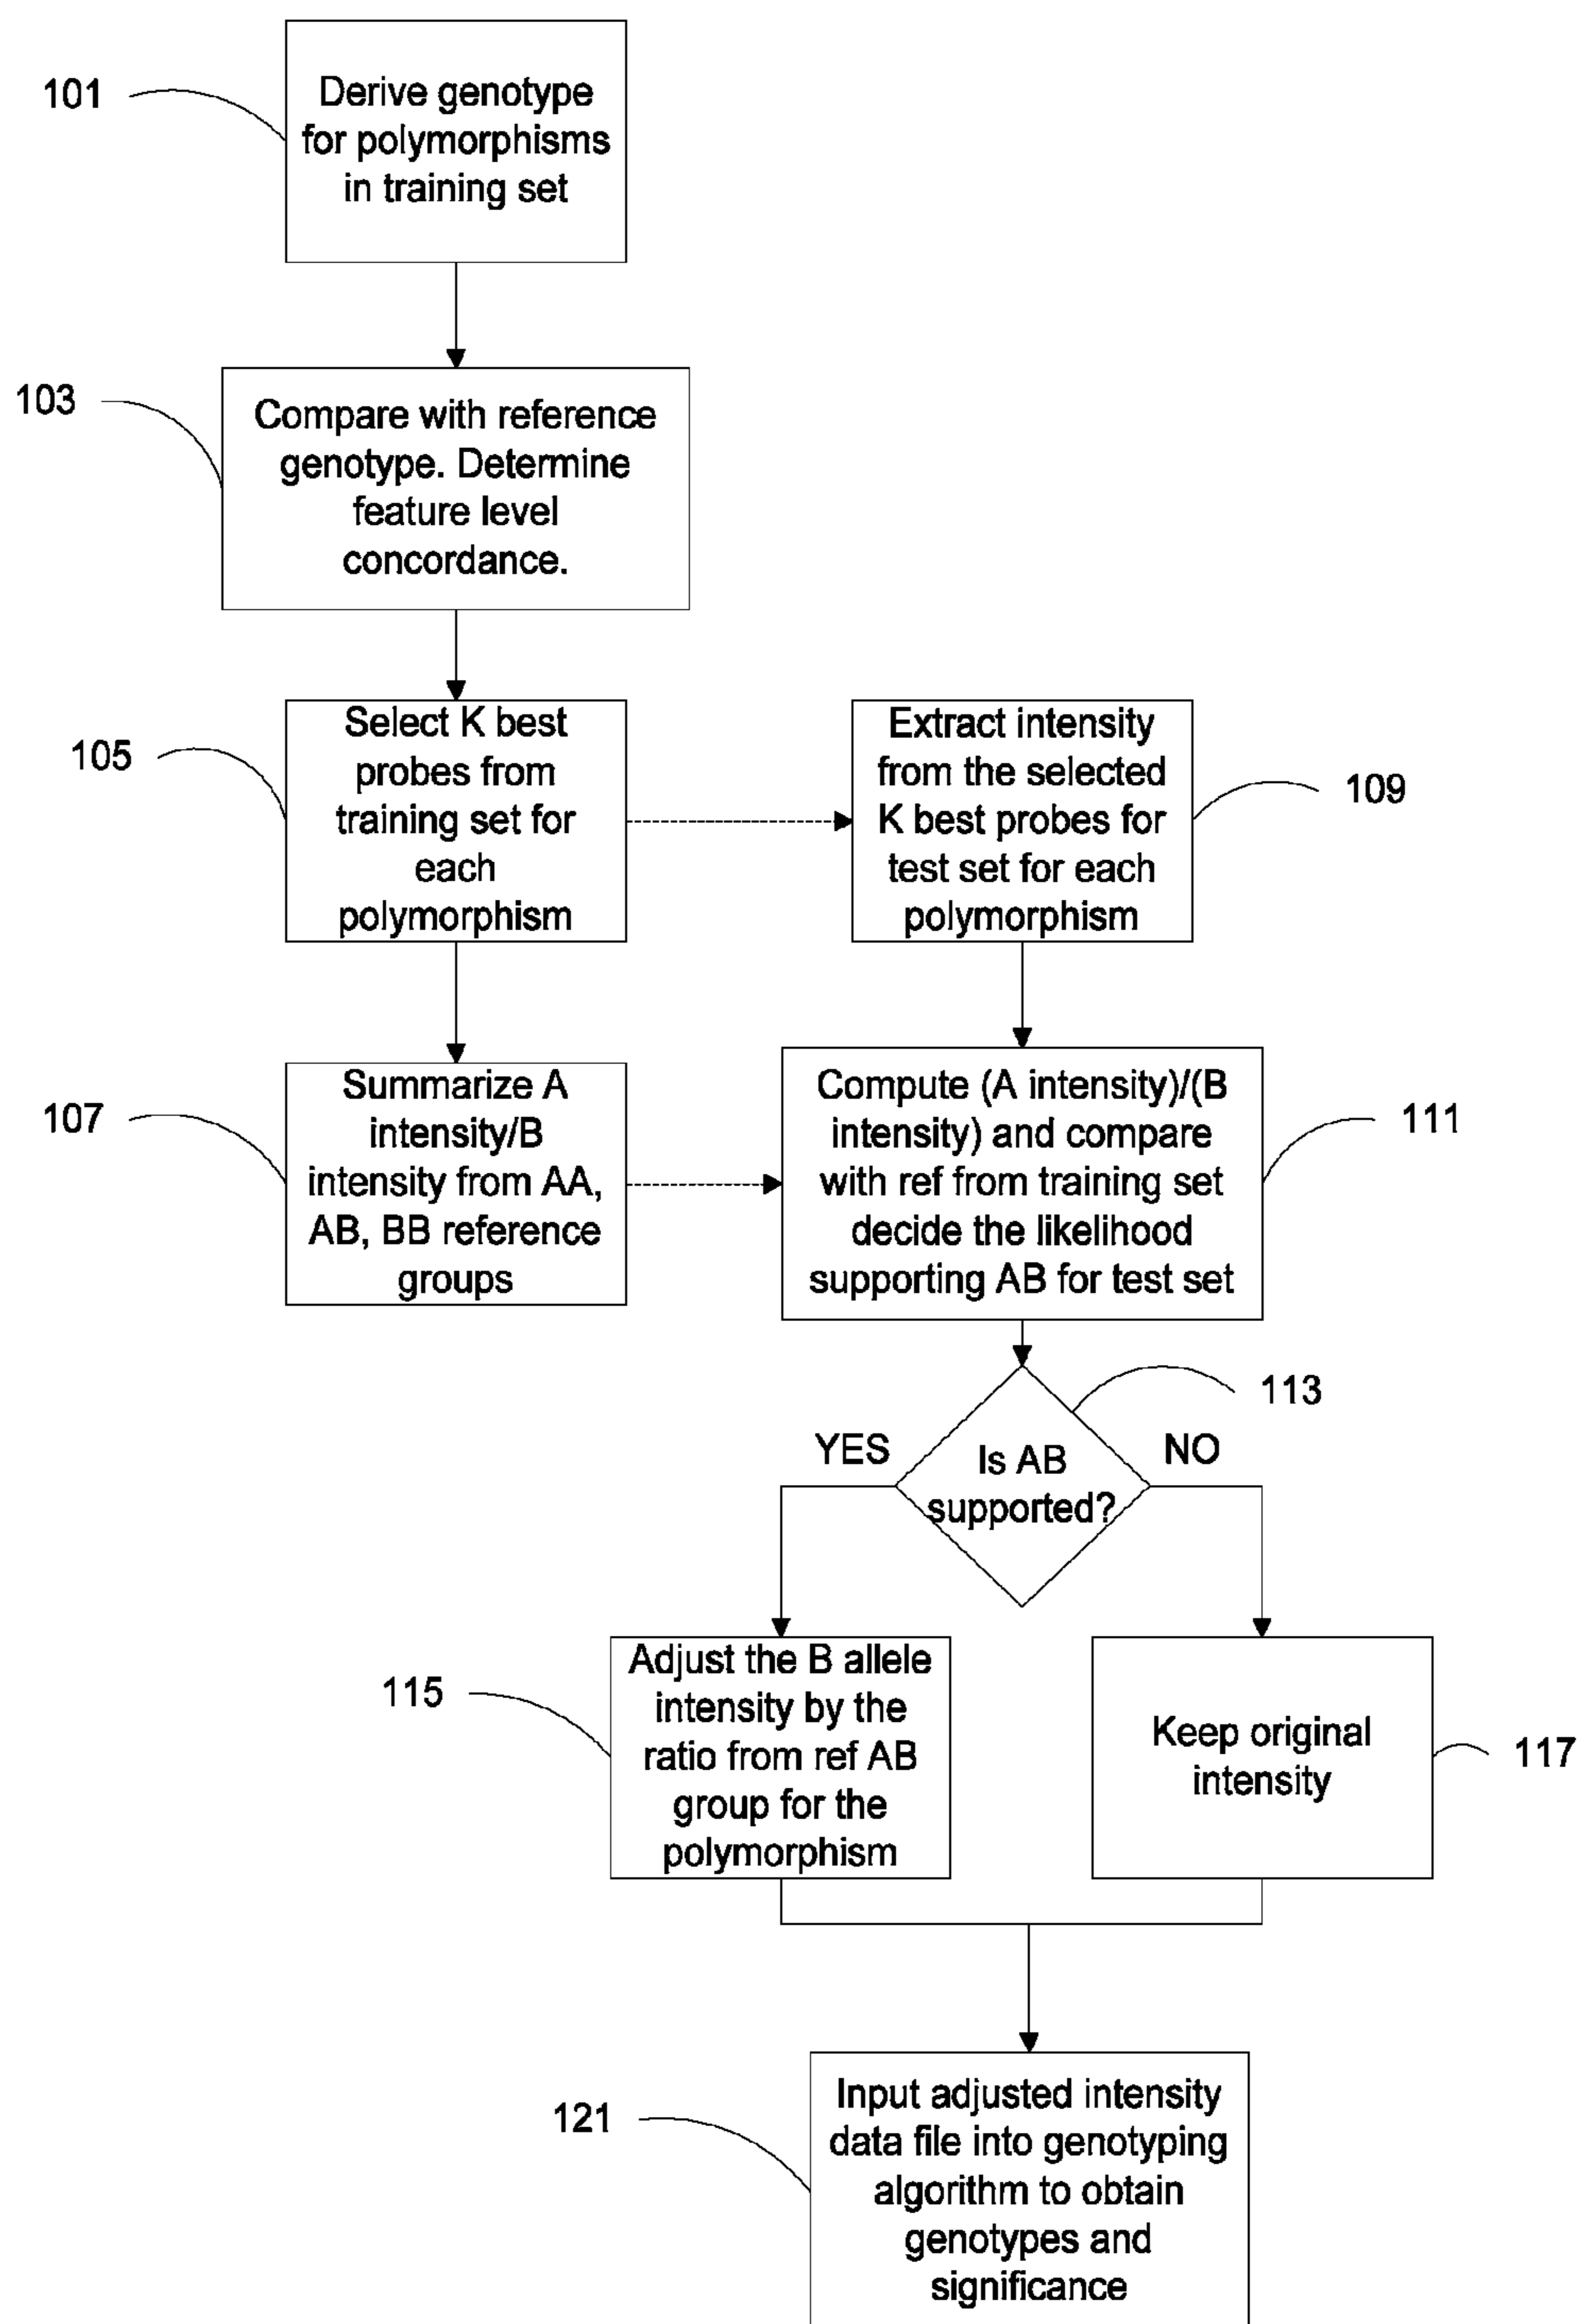 101
Derive genotype
for polymorphisms
in training set
103
Compare with reference
genotype. Determine
feature level
concordance.
105
Select K best
probes from
training set for
each
polymorphism
Extract intensity
from the selected
K best probes for
test set for each
polymorphism
109
107
Summarize A
intensity/B
intensity from AA,
AB, BB reference
groups
Compute (A intensity)/(B
intensity) and compare
with ref from training set
decide the likelihood
supporting AB for test set
111
113
YES
Is AB
supported?
NO
115
Adjust the B allele
intensity by the
ratio from ref AB
group for the
polymorphism
Keep original
intensity
117
121
Input adjusted intensity
data file into genotyping
algorithm to obtain
genotypes and
significance